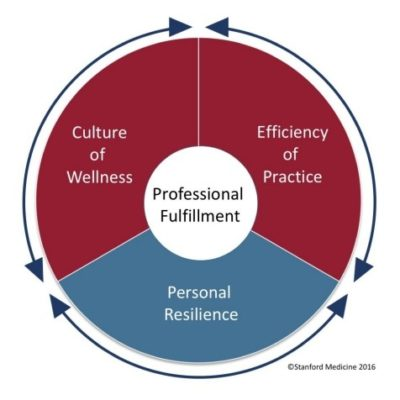 Culture
of
Wellness
Efficiency
of
Practice
Professional
Fulfillment
Personal
Resilience
©Stanford Medicine 2016